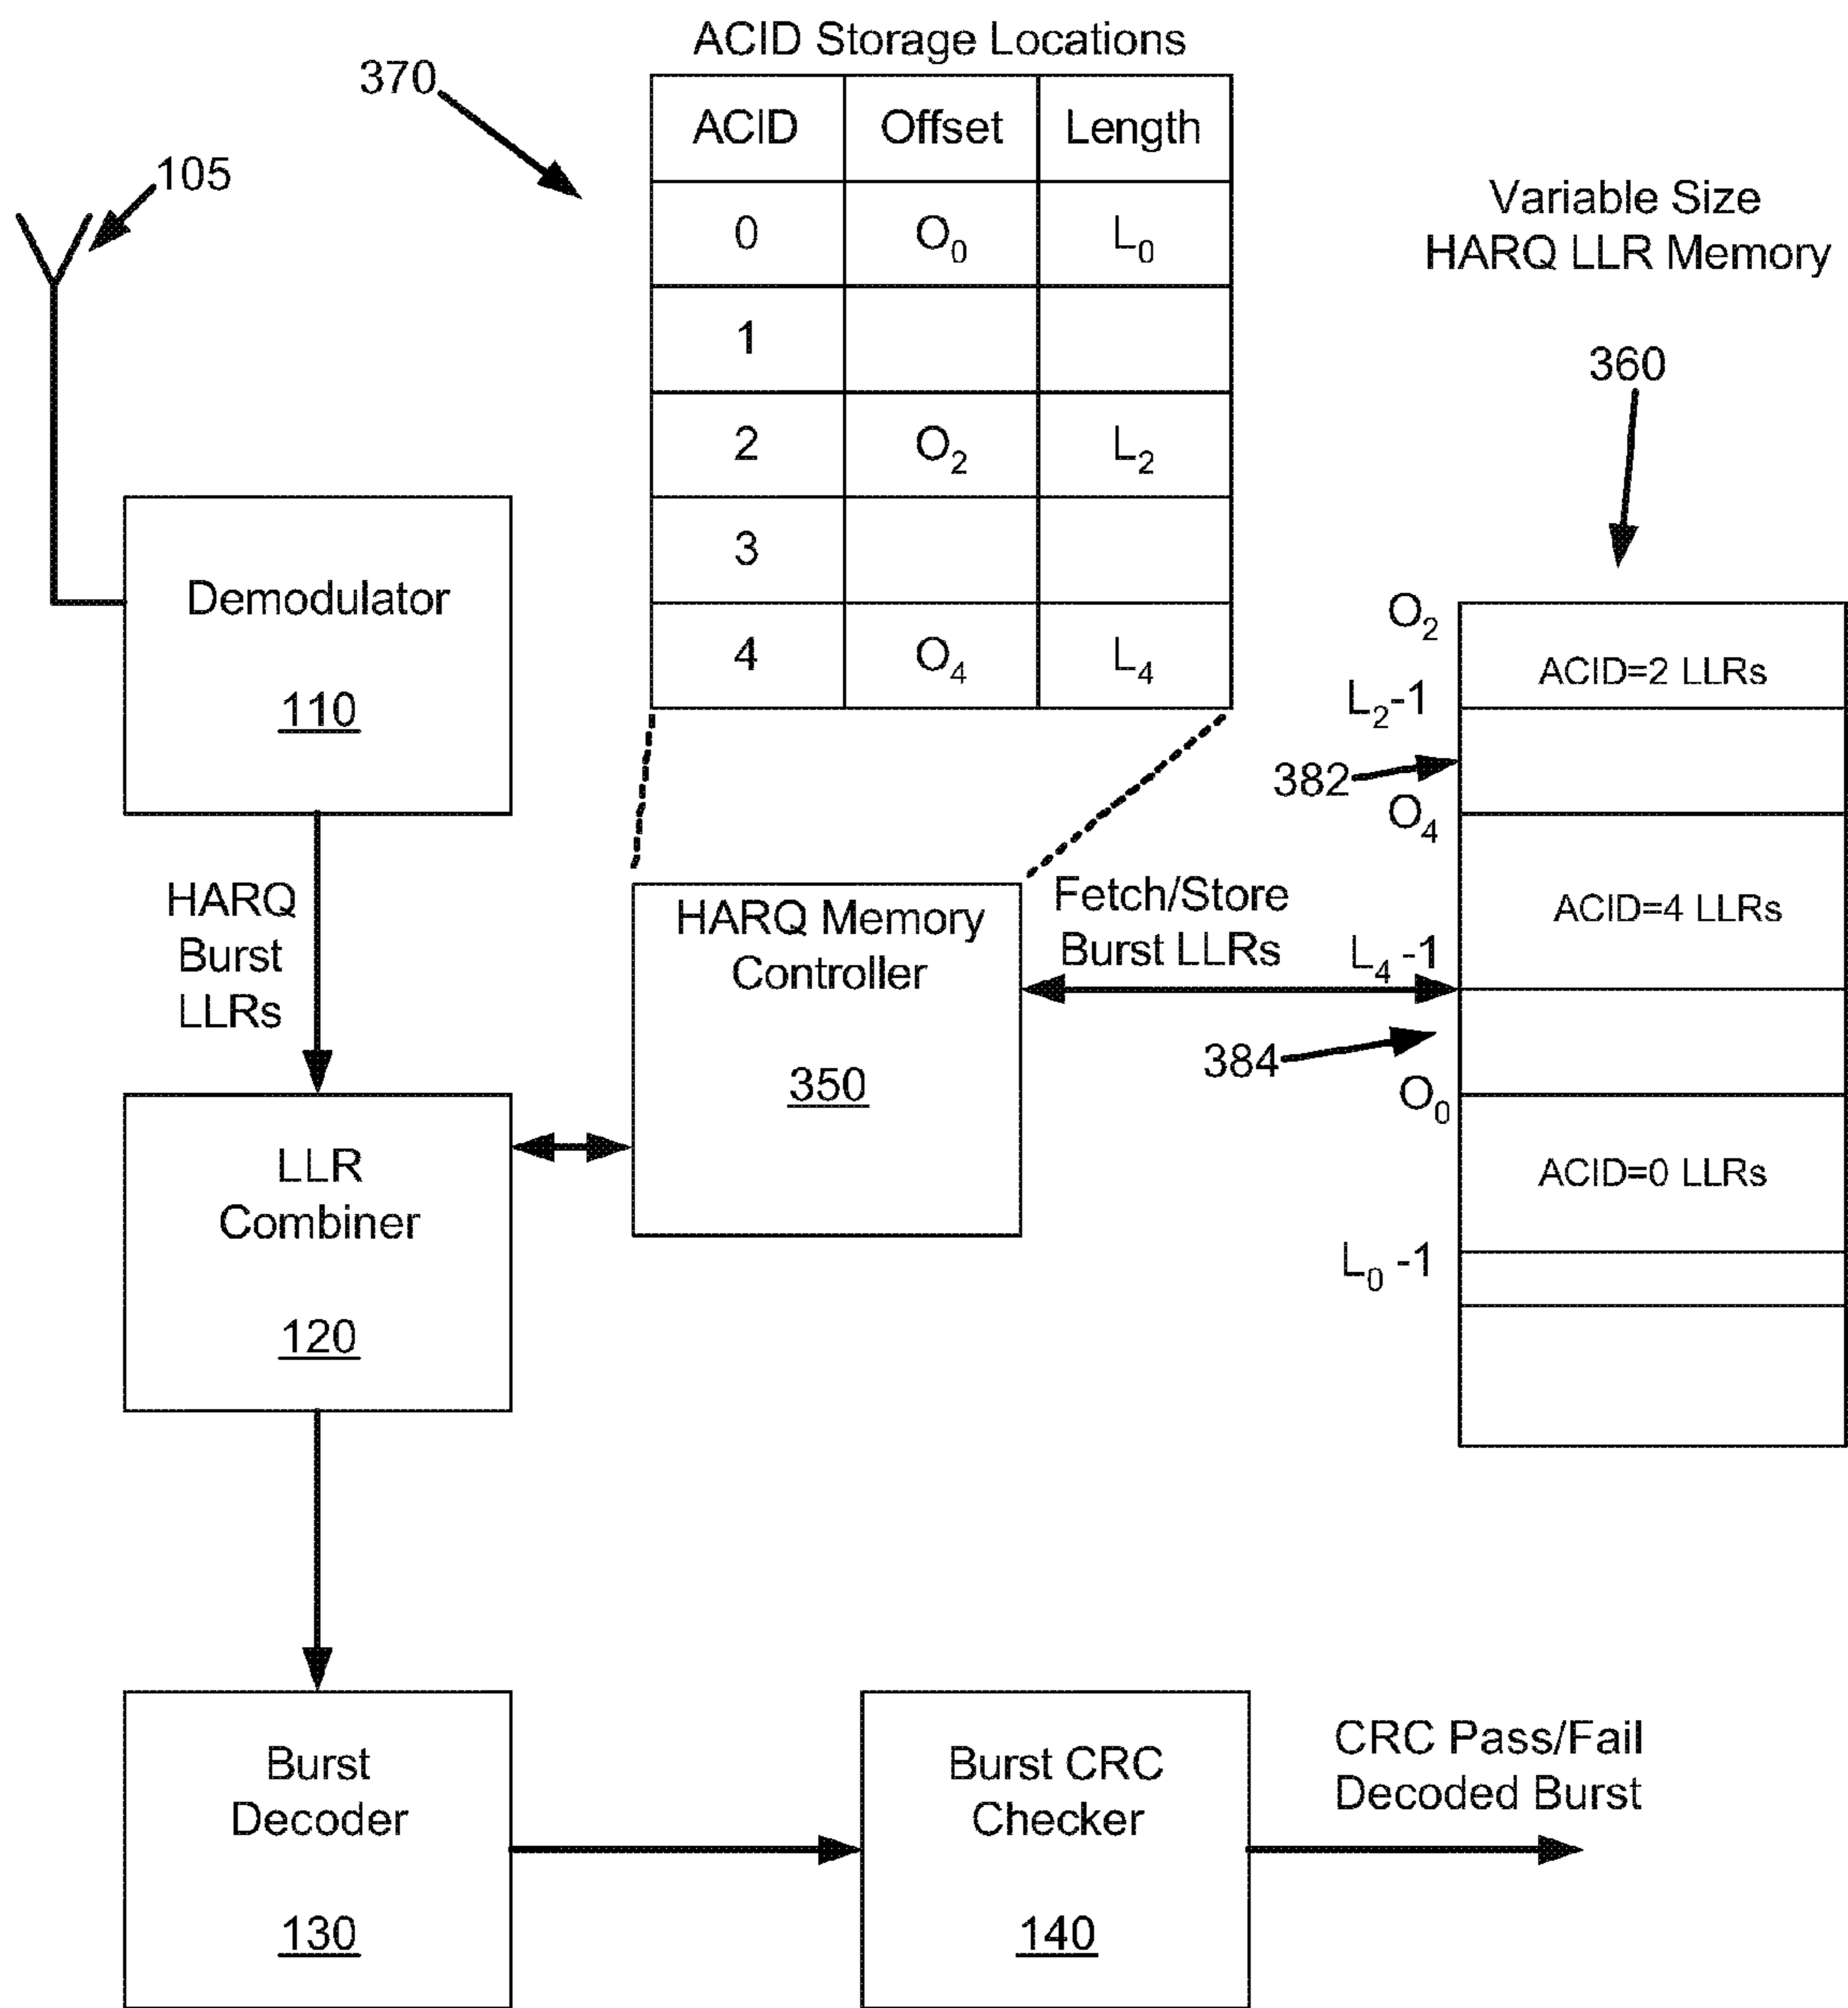 ACID Storage Locations
370
ACID Offset Length
0 O₀ L₀
1
2 O₂ L₂
3
4 O₄ L₄
105
Variable Size
HARQ LLR Memory
360
Demodulator
110
O₂
ACID=2 LLRs
L₂-1
382
O₄
ACID=4 LLRs
L₄ -1
384
O₀
ACID=0 LLRs
L₀ -1
HARQ
Burst
LLRs
HARQ Memory
Controller
350
Fetch/Store
Burst LLRs
LLR
Combiner
120
Burst
Decoder
130
Burst CRC
Checker
140
CRC Pass/Fail
Decoded Burst